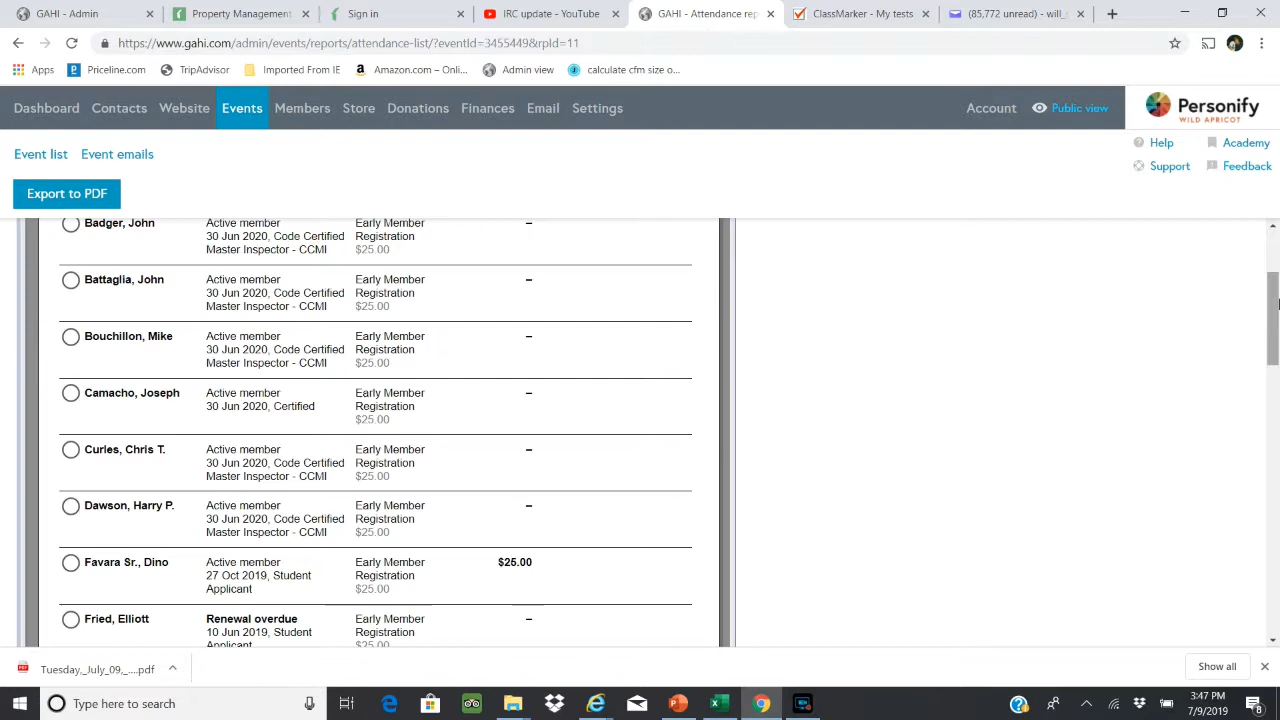 GAHI - Admin
Property Management
Sign in
IRC update - YouTube
GAHI - Attendance rep
ClassMarker - My tests
(85,772 unread) - will_s
https://www.gahi.com/admin/events/reports/attendance-list/?eventId=3455449&rpId=11
Apps
Priceline.com
TripAdvisor
Imported From IE
Amazon.com – Onli...
Admin view
calculate cfm size o...
Dashboard Contacts Website Events Members Store Donations Finances Email Settings
Account
Public view
Personify
WILD APRICOT
Event list Event emails
Help
Academy
Support
Feedback
Export to PDF
Badger, John Active member Early Member –
30 Jun 2020, Code Certified Registration
Master Inspector - CCMI $25.00
Battaglia, John Active member Early Member –
30 Jun 2020, Code Certified Registration
Master Inspector - CCMI $25.00
Bouchillon, Mike Active member Early Member –
30 Jun 2020, Code Certified Registration
Master Inspector - CCMI $25.00
Camacho, Joseph Active member Early Member –
30 Jun 2020, Certified Registration
$25.00
Curles, Chris T. Active member Early Member –
30 Jun 2020, Code Certified Registration
Master Inspector - CCMI $25.00
Dawson, Harry P. Active member Early Member –
30 Jun 2020, Code Certified Registration
Master Inspector - CCMI $25.00
Favara Sr., Dino Active member Early Member $25.00
27 Oct 2019, Student Registration
Applicant $25.00
Fried, Elliott Renewal overdue Early Member –
10 Jun 2019, Student Registration
Applicant $25.00
Tuesday,_July_09,_....pdf
Show all
Type here to search
3:47 PM
7/9/2019
8